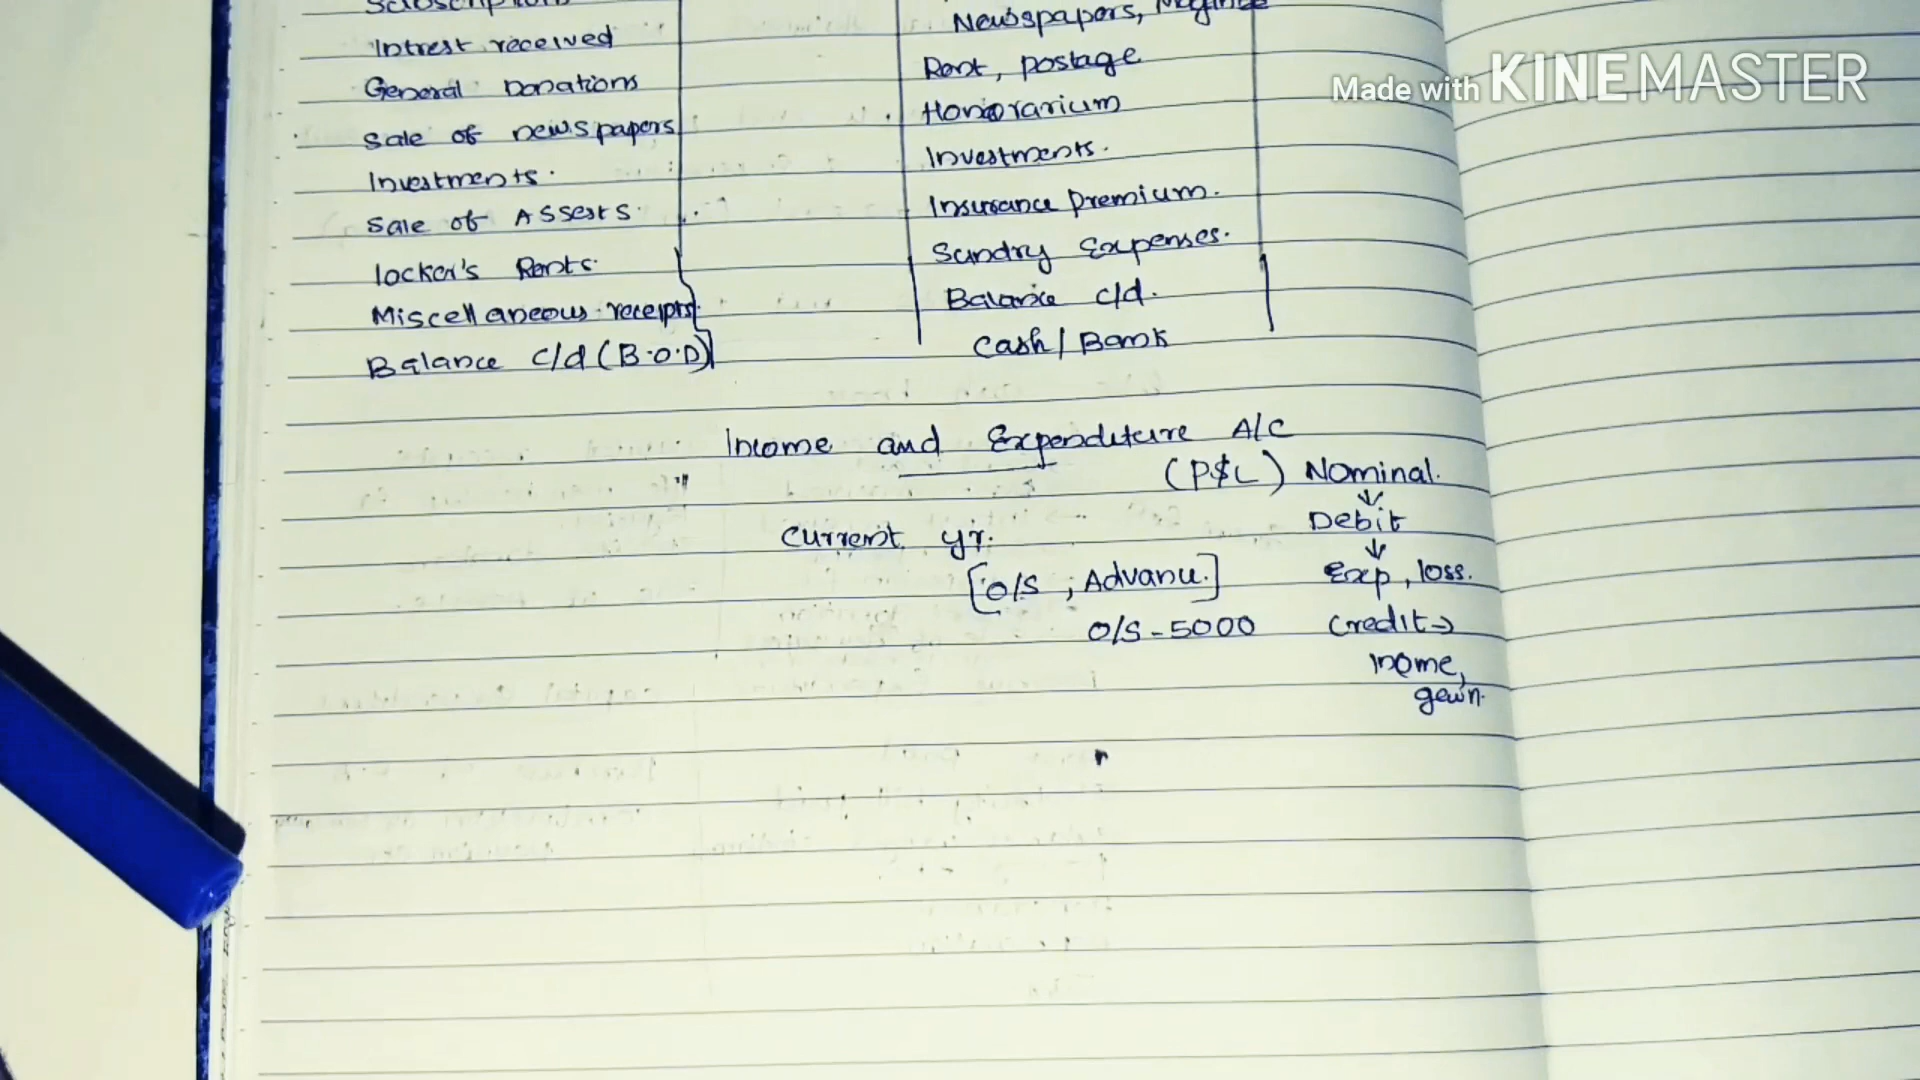 Subscriptions
Intrest received
General Donations
Sale of newspapers
Investments.
Sale of Assests.
locker's Rents.
Miscellaneous receipts.
Balance c/d (B.O.D)
Newspapers,
Rent, postage
Honorarium
Investments.
Insurance Premium.
Sundry Expenses.
Balance c/d.
Cash / Bank
Made with KINEMASTER
Income and Expenditure A/C
(P&L) Nominal.
Debit
Current yr.
[O/S , Advance.]
Exp, loss.
O/S - 5000
Credit →
Income,
gain.